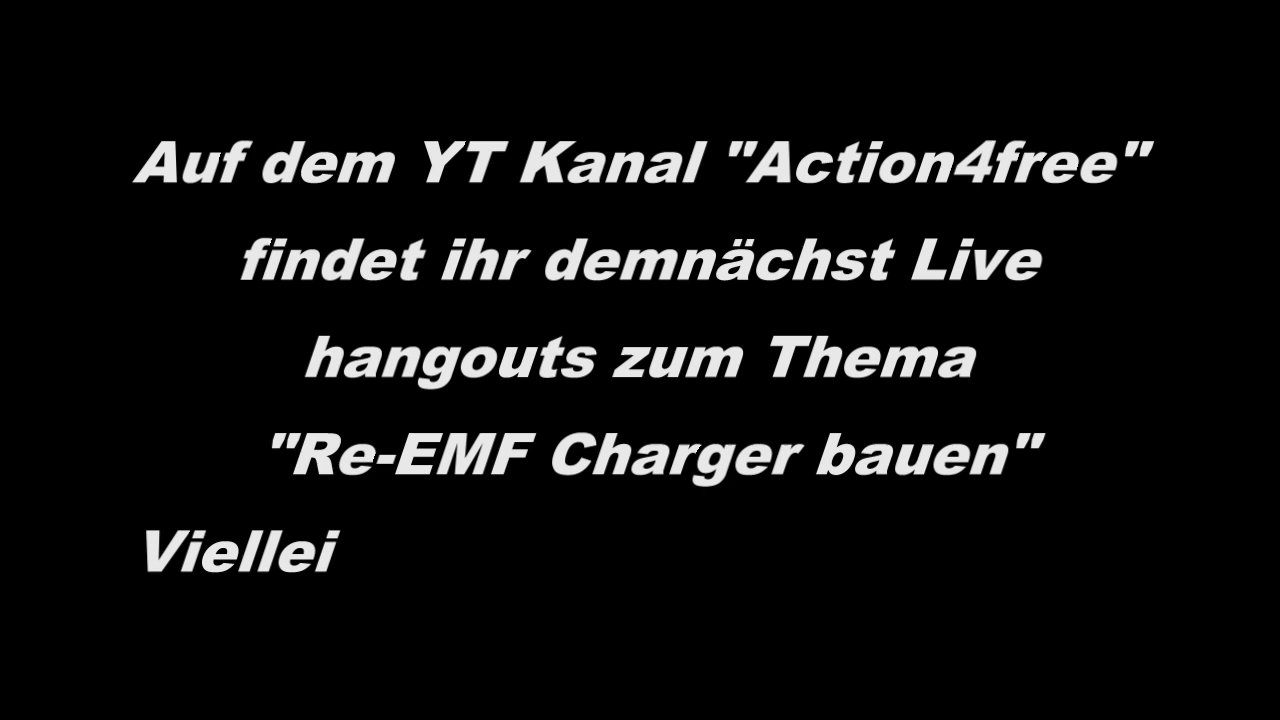 Auf dem YT Kanal "Action4free"
findet ihr demnächst Live
hangouts zum Thema
"Re-EMF Charger bauen"
Viellei